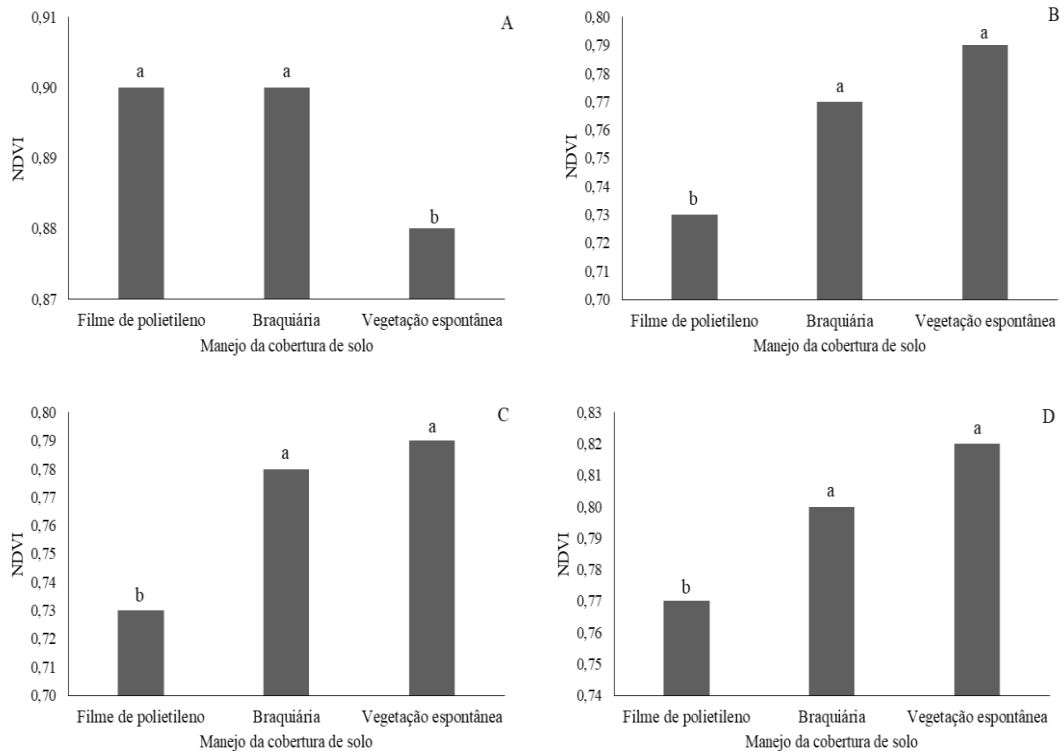 A
0,91
0,90
0,89
0,88
0,87
NDVI
a
a
b
Filme de polietileno Braquiária Vegetação espontânea
Manejo da cobertura de solo
B
0,80
0,79
0,78
0,77
0,76
0,75
0,74
0,73
0,72
0,71
0,70
NDVI
b
a
a
Filme de polietileno Braquiária Vegetação espontânea
Manejo da cobertura de solo
C
0,80
0,79
0,78
0,77
0,76
0,75
0,74
0,73
0,72
0,71
0,70
NDVI
b
a
a
Filme de polietileno Braquiária Vegetação espontânea
Manejo da cobertura de solo
D
0,83
0,82
0,81
0,80
0,79
0,78
0,77
0,76
0,75
0,74
NDVI
b
a
a
Filme de polietileno Braquiária Vegetação espontânea
Manejo da cobertura de solo